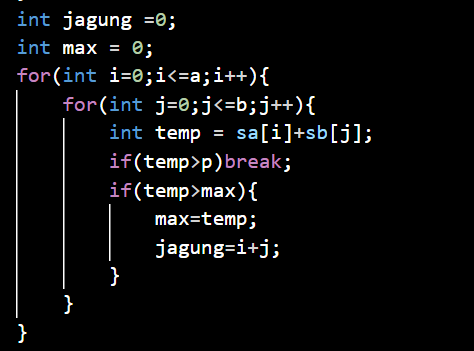 int jagung =0;
int max = 0;
for(int i=0;i<=a;i++){
for(int j=0;j<=b;j++){
int temp = sa[i]+sb[j];
if(temp>p)break;
if(temp>max){
max=temp;
jagung=i+j;
}
}
}